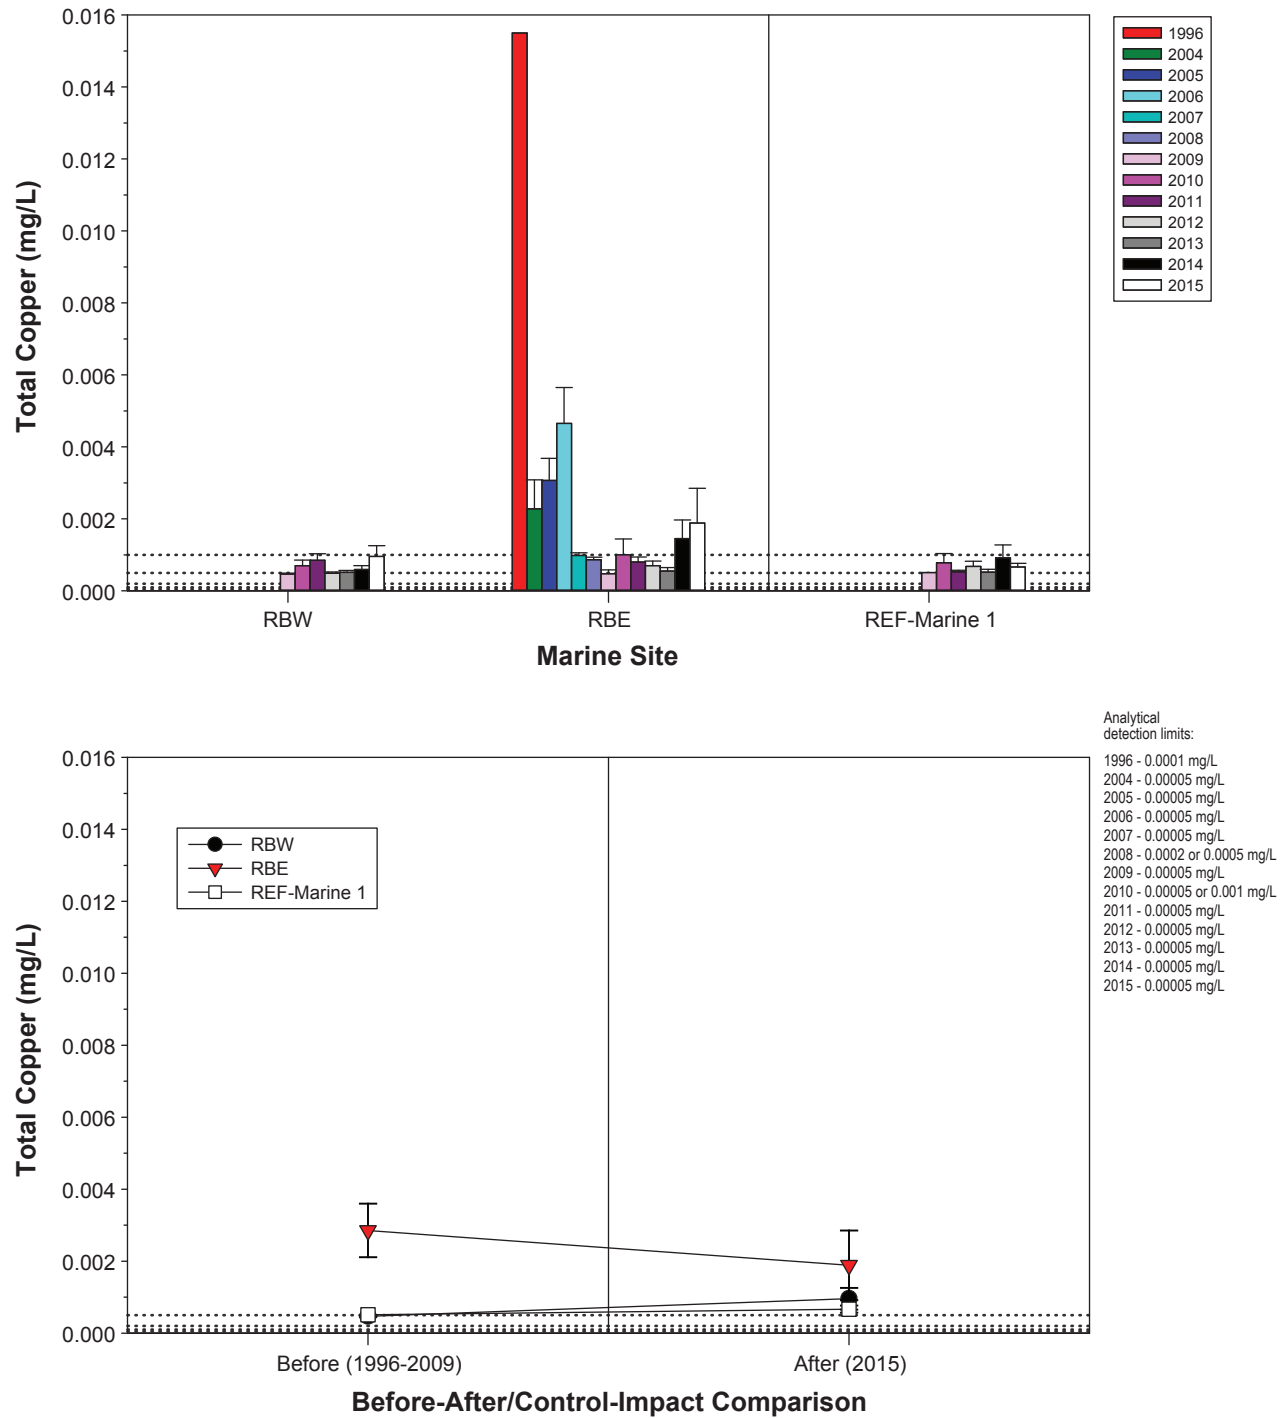 Total Copper (mg/L)
0.016
0.014
0.012
0.010
0.008
0.006
0.004
0.002
0.000
RBW
RBE
REF-Marine 1
Marine Site
1996
2004
2005
2006
2007
2008
2009
2010
2011
2012
2013
2014
2015
Total Copper (mg/L)
0.016
0.014
0.012
0.010
0.008
0.006
0.004
0.002
0.000
RBW
RBE
REF-Marine 1
Before (1996-2009)
After (2015)
Before-After/Control-Impact Comparison
Analytical
detection limits:
1996 - 0.0001 mg/L
2004 - 0.00005 mg/L
2005 - 0.00005 mg/L
2006 - 0.00005 mg/L
2007 - 0.00005 mg/L
2008 - 0.0002 or 0.0005 mg/L
2009 - 0.00005 mg/L
2010 - 0.00005 or 0.001 mg/L
2011 - 0.00005 mg/L
2012 - 0.00005 mg/L
2013 - 0.00005 mg/L
2014 - 0.00005 mg/L
2015 - 0.00005 mg/L